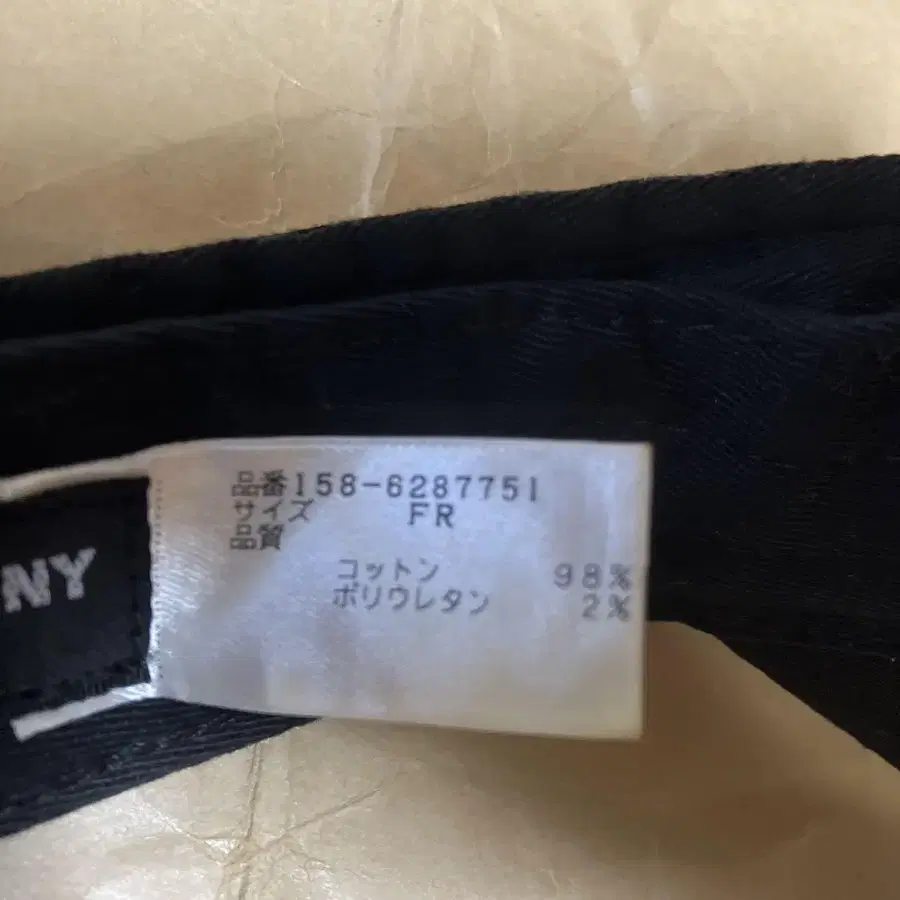 品番158-6287751
サイズ FR
品質
コットン 98%
ポリウレタン 2%
NY